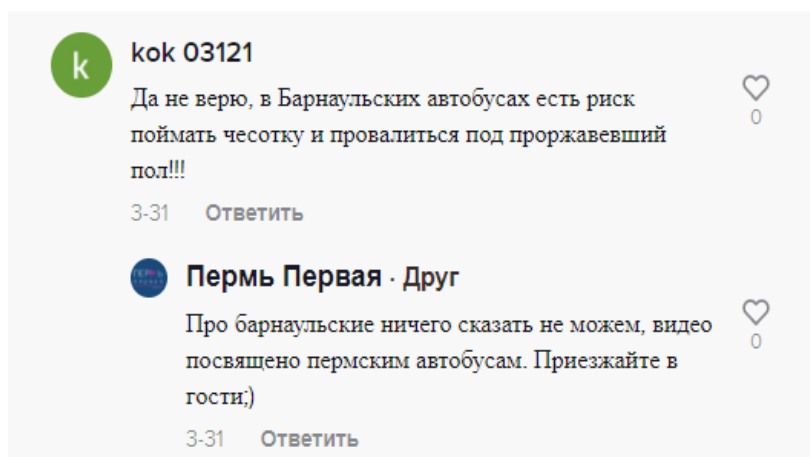 k
kok 03121
Да не верю, в Барнаульских автобусах есть риск
поймать чесотку и провалиться под проржавевший
пол!!!
0
3-31 Ответить
Пермь Первая · Друг
Про барнаульские ничего сказать не можем, видео
посвящено пермским автобусам. Приезжайте в
гости;)
0
3-31 Ответить